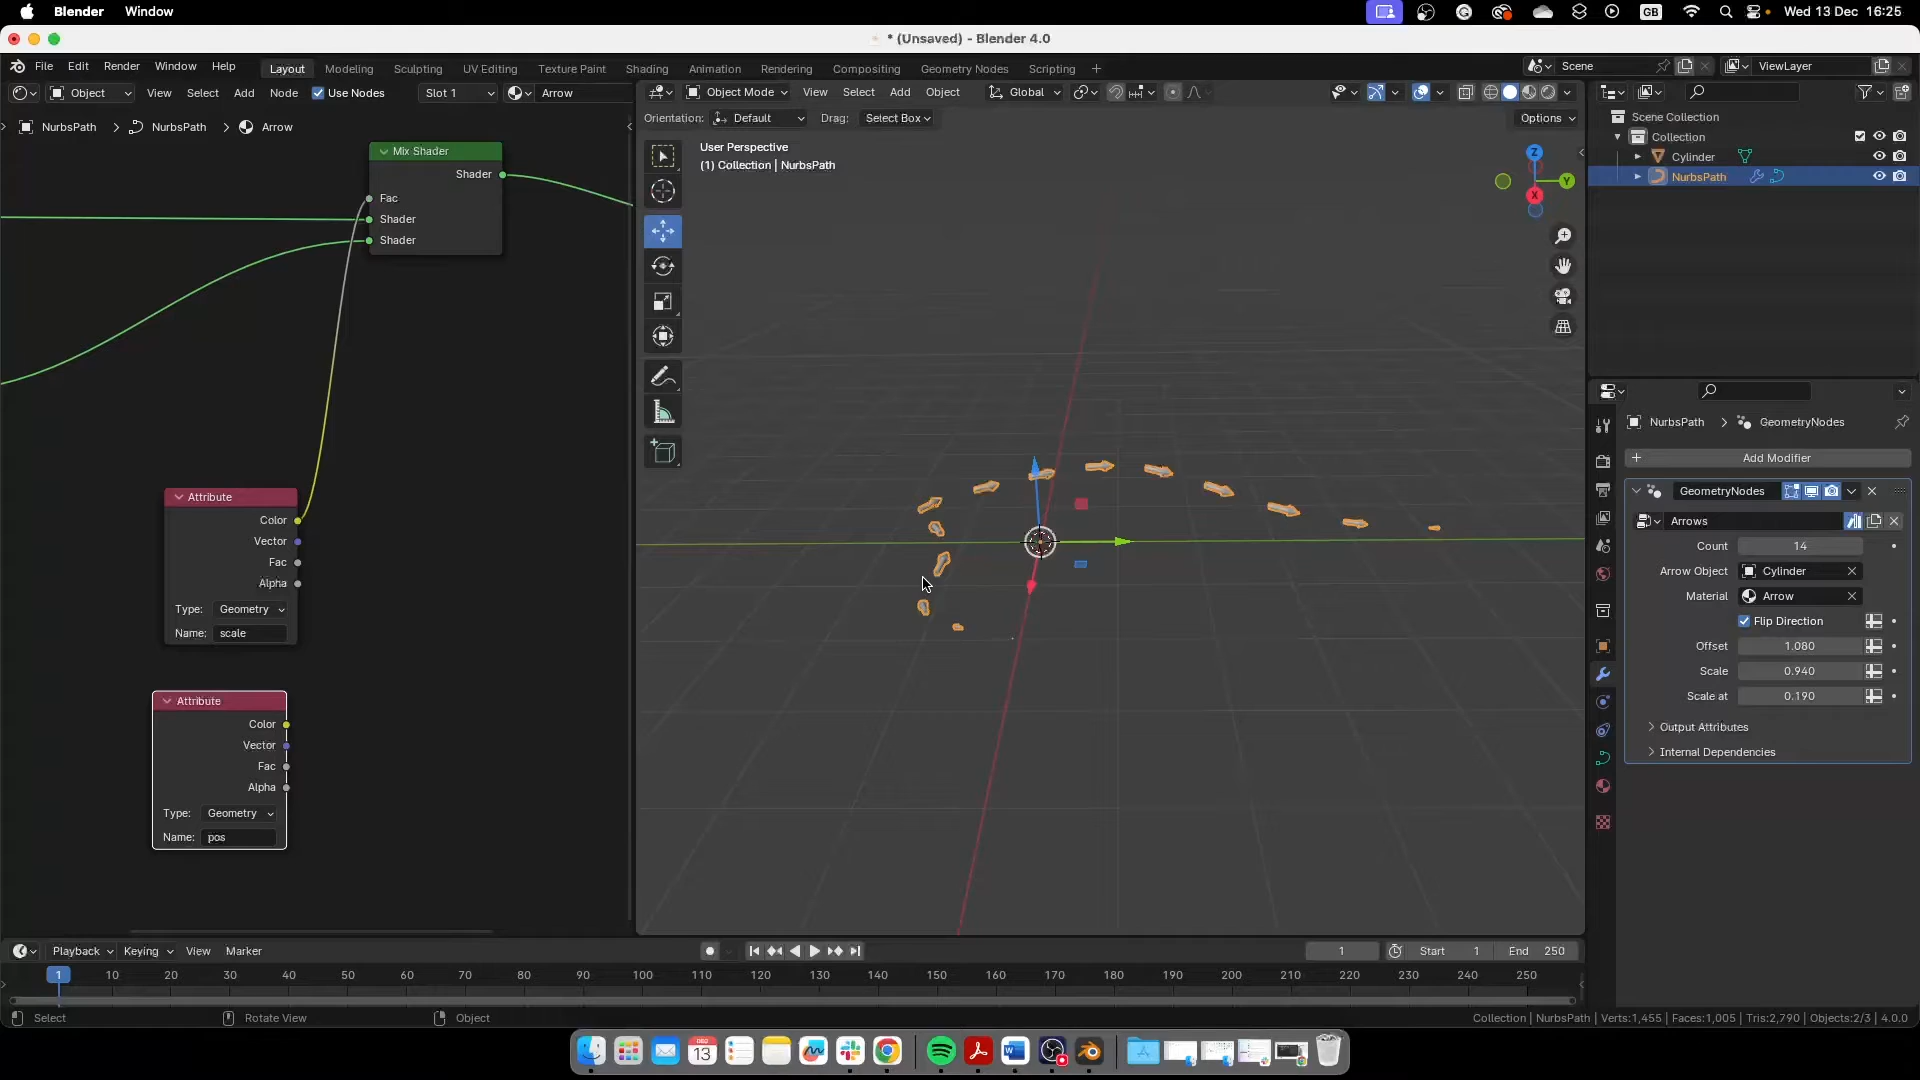 Blender Window
GB
Wed 13 Dec 16:25
* (Unsaved) - Blender 4.0
File Edit Render Window Help
Layout Modeling Sculpting UV Editing Texture Paint Shading Animation Rendering Compositing Geometry Nodes Scripting +
Scene
ViewLayer
Object View Select Add Node Use Nodes Slot 1 Arrow
Object Mode View Select Add Object Global
NurbsPath > NurbsPath > Arrow
Orientation: Default Drag: Select Box
Options
User Perspective
(1) Collection | NurbsPath
Mix Shader
Shader
Fac
Shader
Shader
Attribute
Color
Vector
Fac
Alpha
Type: Geometry
Name: scale
Attribute
Color
Vector
Fac
Alpha
Type: Geometry
Name: pos
Z
Y
X
Scene Collection
Collection
Cylinder
NurbsPath
NurbsPath > GeometryNodes
+ Add Modifier
GeometryNodes
Arrows
Count 14
Arrow Object Cylinder
Material Arrow
Flip Direction
Offset 1.080
Scale 0.940
Scale at 0.190
Output Attributes
Internal Dependencies
Playback Keying View Marker
1
Start 1
End 250
1 10 20 30 40 50 60 70 80 90 100 110 120 130 140 150 160 170 180 190 200 210 220 230 240 250
Select
Rotate View
Object
Collection | NurbsPath | Verts:1,455 | Faces:1,005 | Tris:2,790 | Objects:2/3 | 4.0.0
DEC
13